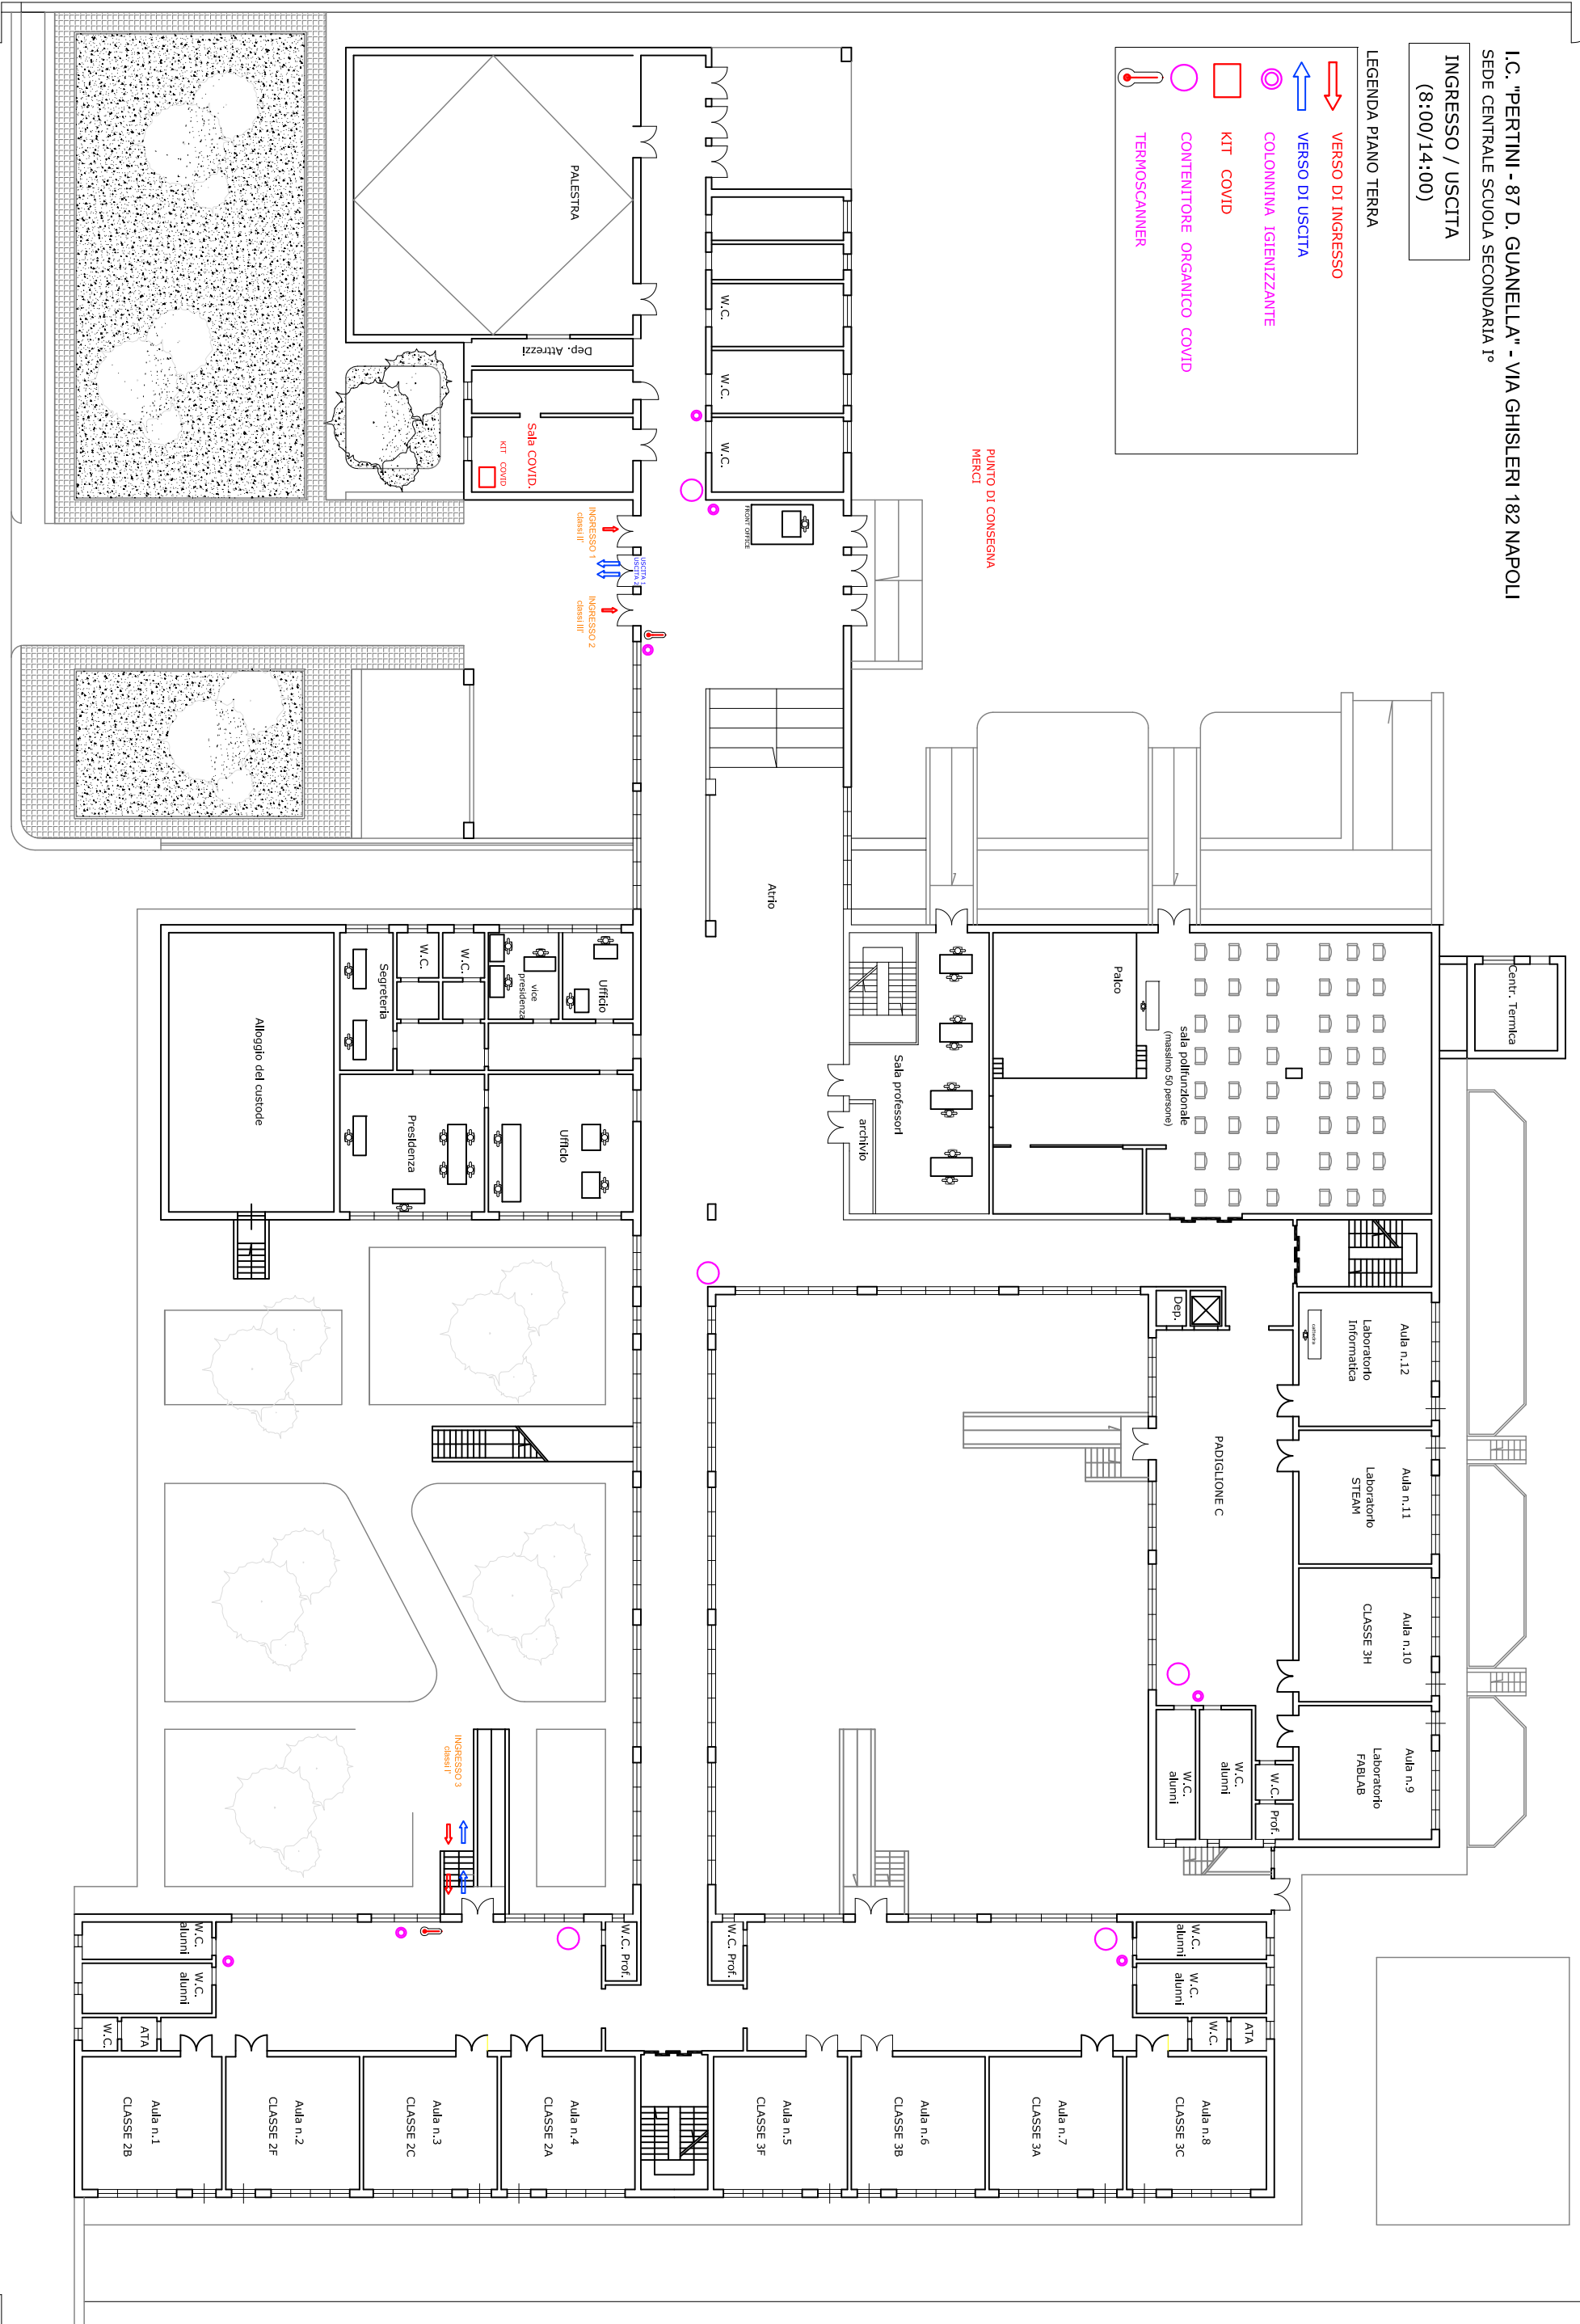 I.C. "PERTINI - 87 D. GUANELLA" - VIA GHISLERI 182 NAPOLI
SEDE CENTRALE SCUOLA SECONDARIA I°
INGRESSO / USCITA
(8:00/14:00)
LEGENDA PIANO TERRA
VERSO DI INGRESSO
VERSO DI USCITA
COLONNINA IGIENIZZANTE
KIT COVID
CONTENITORE ORGANICO COVID
TERMOSCANNER
PUNTO DI CONSEGNA
MERCI
Centr. Termica
Palco
sala polifunzionale
(massimo 50 persone)
Aula n.12
Laboratorio
Informatica
cattedra
Aula n.11
Laboratorio
STEAM
Aula n.10
CLASSE 3H
Aula n.9
Laboratorio
FABLAB
Dep.
PADIGLIONE C
W.C.
alunni
W.C.
alunni
W.C.
Prof.
W.C.
W.C.
W.C.
FRONT OFFICE
Atrio
Sala professori
archivio
PALESTRA
Dep. Attrezzi
Sala COVID.
KIT COVID
INGRESSO 1
classi II'
USCITA 1
USCITA 2
INGRESSO 2
classi III'
Ufficio
vice
presidenza
W.C.
W.C.
Segreteria
Alloggio del custode
Presidenza
Ufficio
INGRESSO 3
classi I'
W.C.
alunni
W.C.
alunni
W.C.
ATA
W.C. Prof.
W.C. Prof.
W.C.
alunni
W.C.
alunni
W.C.
ATA
Aula n.8
CLASSE 3C
Aula n.7
CLASSE 3A
Aula n.6
CLASSE 3B
Aula n.5
CLASSE 3F
Aula n.4
CLASSE 2A
Aula n.3
CLASSE 2C
Aula n.2
CLASSE 2F
Aula n.1
CLASSE 2B